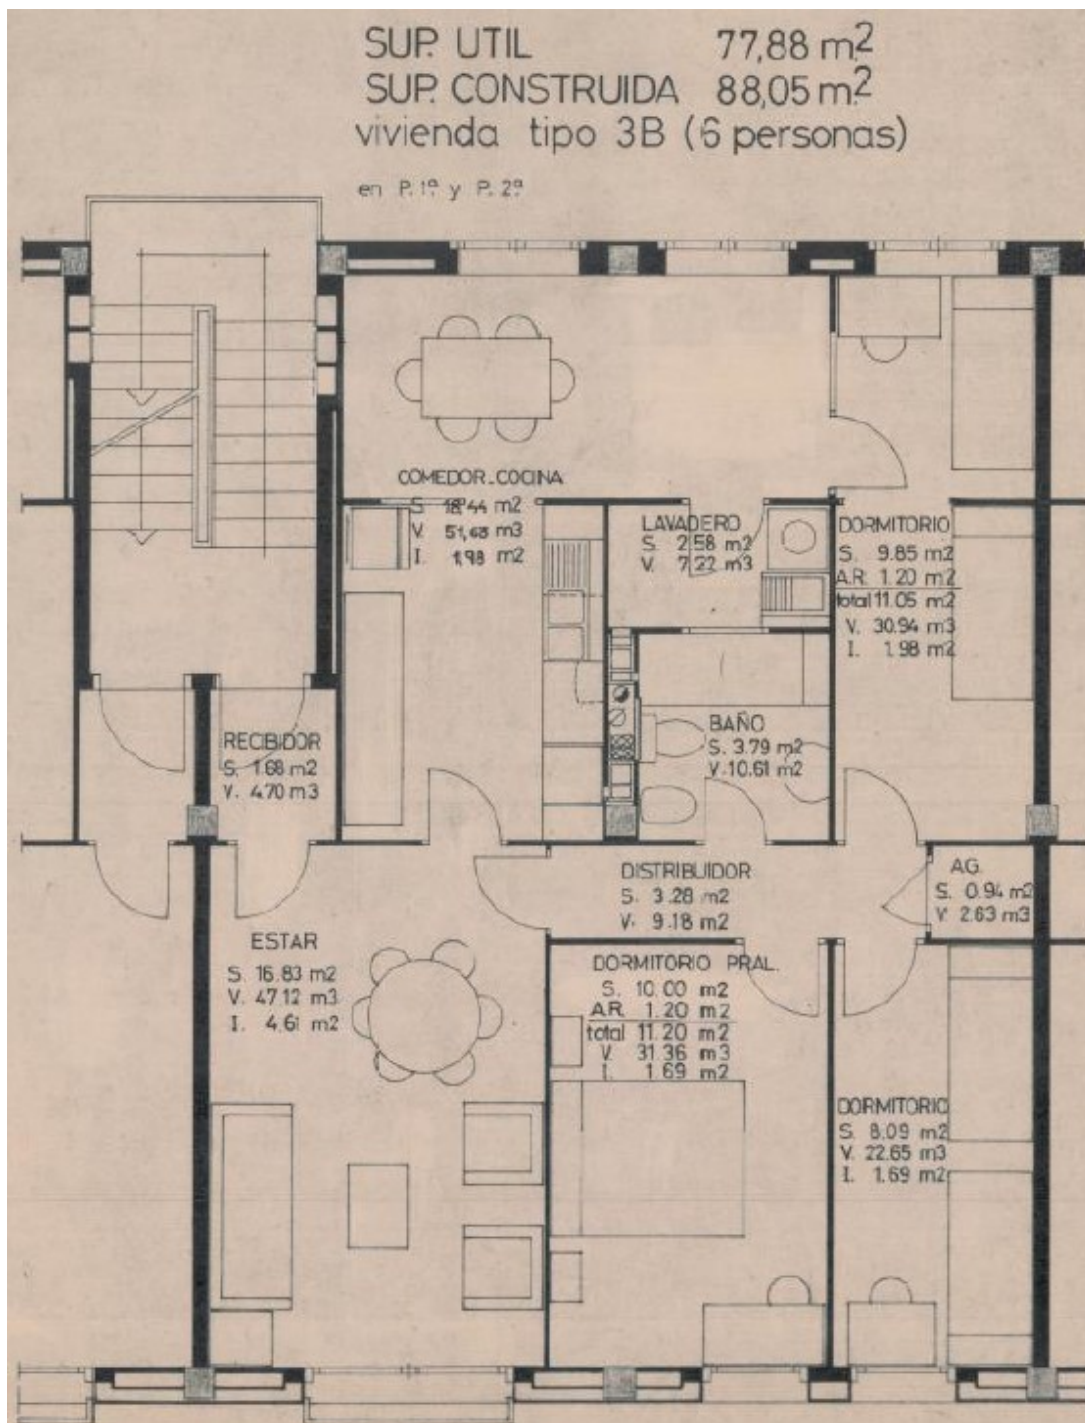 SUP. UTIL 77,88 m2
SUP. CONSTRUIDA 88,05 m2
vivienda tipo 3B (6 personas)
en P. 1ª y P. 2ª
COMEDOR_COCINA
S. 18.44 m2
V. 51,63 m3
I. 1,98 m2
LAVADERO
S. 2.58 m2
V. 7.22 m3
DORMITORIO
S. 9.85 m2
A.R. 1.20 m2
total 11.05 m2
V. 30.94 m3
I. 1.98 m2
RECIBIDOR
S. 1.68 m2
V. 4.70 m3
BAÑO
S. 3.79 m2
V. 10.61 m2
DISTRIBUIDOR
S. 3.28 m2
V. 9.18 m2
AG.
S. 0.94 m2
V. 2.63 m3
ESTAR
S. 16.83 m2
V. 47.12 m3
I. 4.61 m2
DORMITORIO PRAL.
S. 10.00 m2
A.R. 1.20 m2
total 11.20 m2
V. 31.36 m3
I. 1.69 m2
DORMITORIO
S. 8.09 m2
V. 22.65 m3
I. 1.69 m2